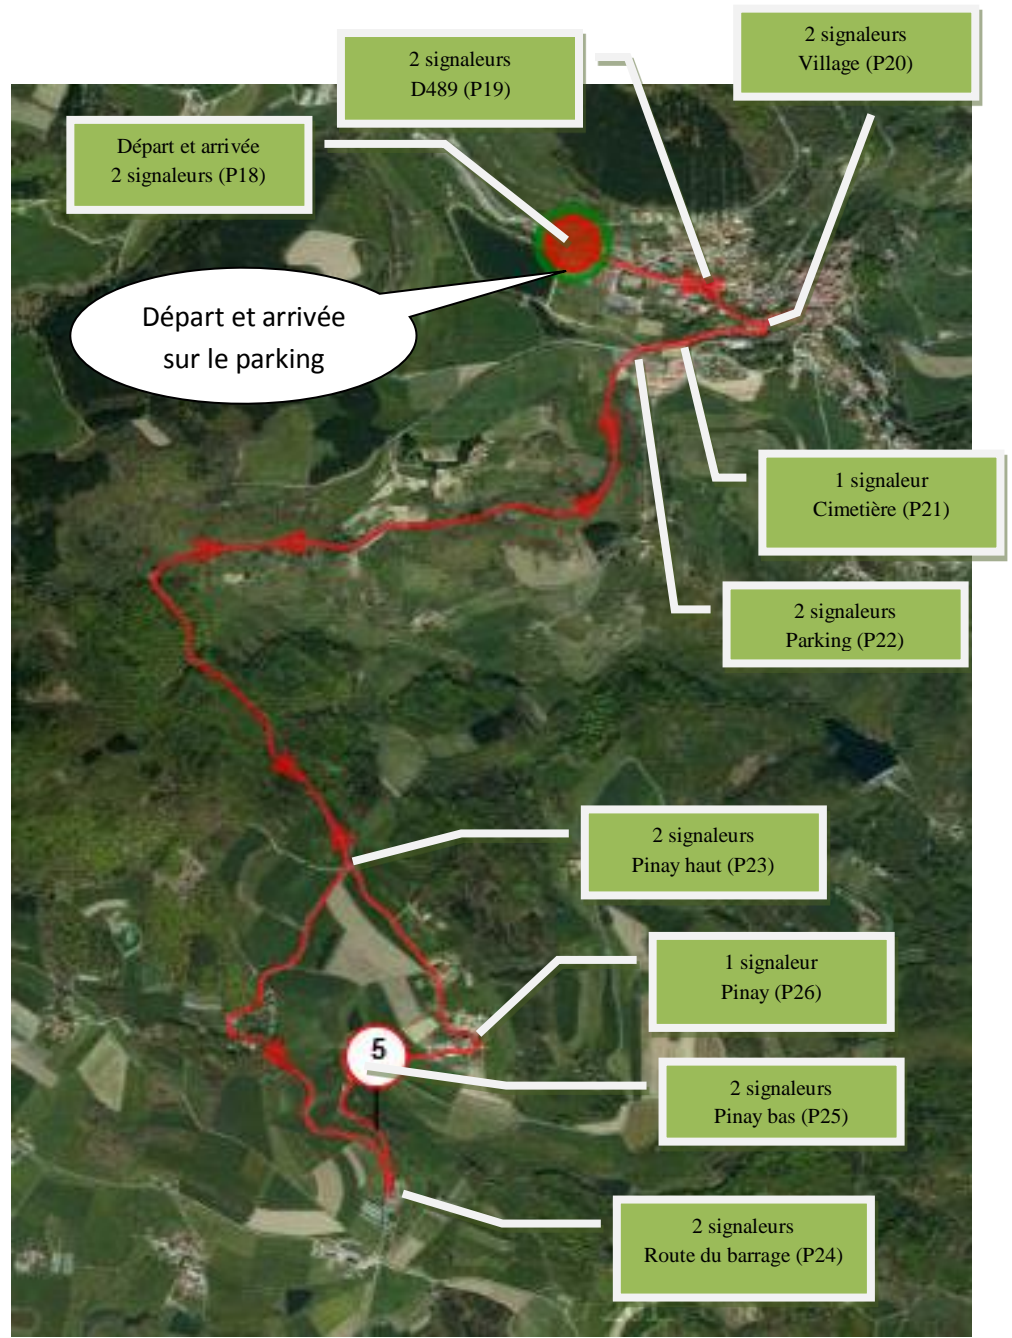 2 signaleurs
Village (P20)
2 signaleurs
D489 (P19)
Départ et arrivée
2 signaleurs (P18)
Départ et arrivée
sur le parking
1 signaleur
Cimetière (P21)
2 signaleurs
Parking (P22)
2 signaleurs
Pinay haut (P23)
1 signaleur
Pinay (P26)
5
2 signaleurs
Pinay bas (P25)
2 signaleurs
Route du barrage (P24)